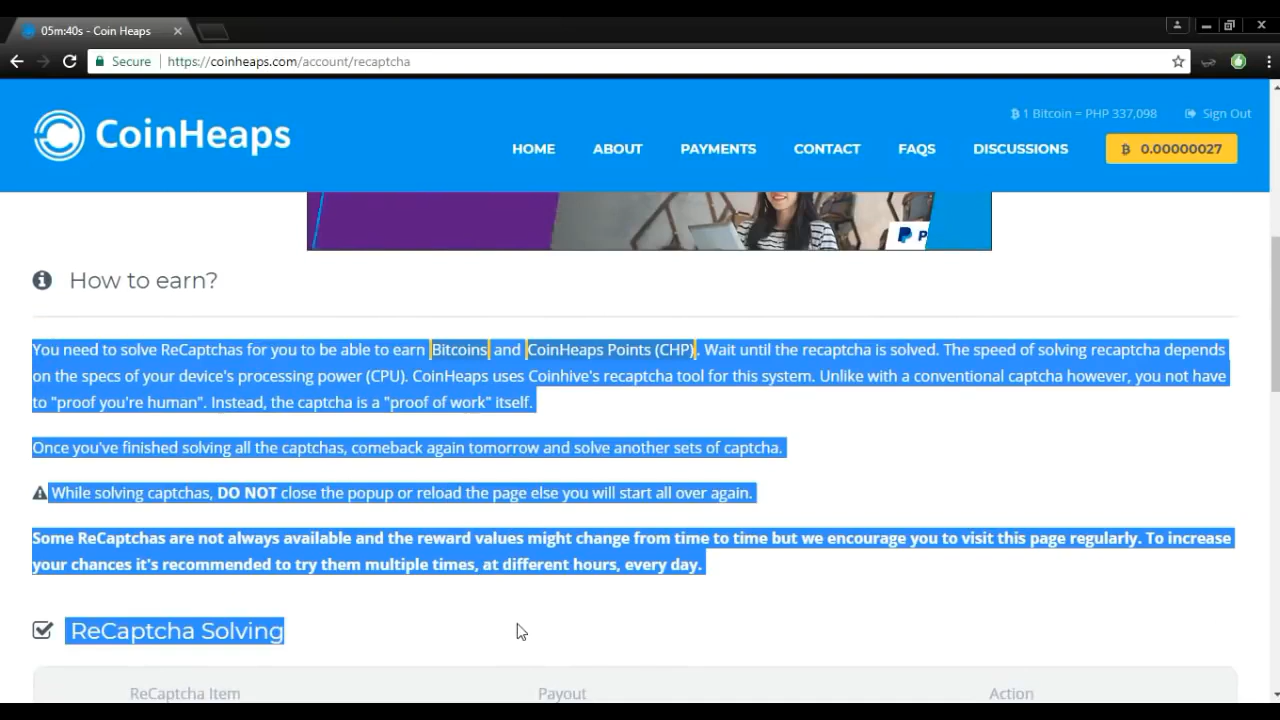 05m:40s - Coin Heaps
Secure https://coinheaps.com/account/recaptcha
1 Bitcoin = PHP 337,098 Sign Out
CoinHeaps
HOME ABOUT PAYMENTS CONTACT FAQS DISCUSSIONS 0.00000027
How to earn?
You need to solve ReCaptchas for you to be able to earn Bitcoins and CoinHeaps Points (CHP). Wait until the recaptcha is solved. The speed of solving recaptcha depends
on the specs of your device's processing power (CPU). CoinHeaps uses Coinhive's recaptcha tool for this system. Unlike with a conventional captcha however, you not have
to "proof you're human". Instead, the captcha is a "proof of work" itself.
Once you've finished solving all the captchas, comeback again tomorrow and solve another sets of captcha.
While solving captchas, DO NOT close the popup or reload the page else you will start all over again.
Some ReCaptchas are not always available and the reward values might change from time to time but we encourage you to visit this page regularly. To increase
your chances it's recommended to try them multiple times, at different hours, every day.
ReCaptcha Solving
ReCaptcha Item Payout Action